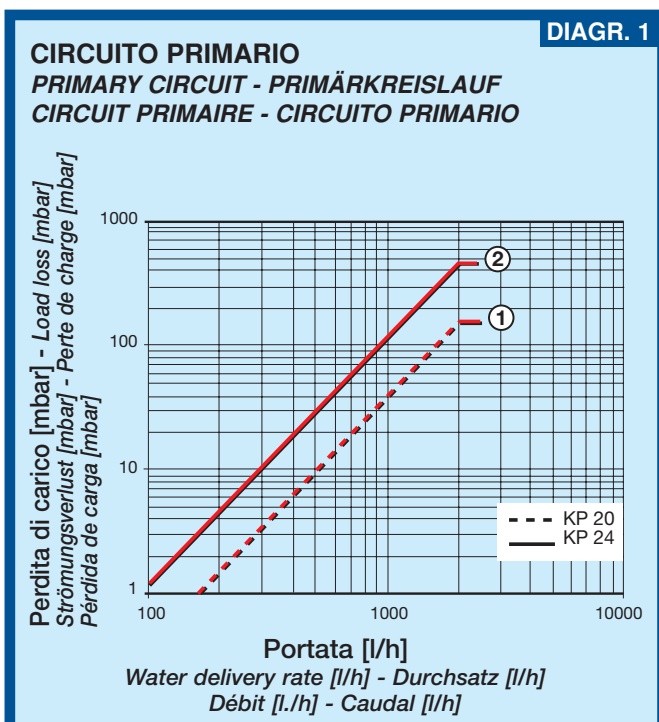 DIAGR. 1
CIRCUITO PRIMARIO
PRIMARY CIRCUIT - PRIMÄRKREISLAUF
CIRCUIT PRIMAIRE - CIRCUITO PRIMARIO
Perdita di carico [mbar] - Load loss [mbar]
Strömungsverlust [mbar] - Perte de charge [mbar]
Pérdida de carga [mbar]
1000
100
10
1
2
1
KP 20
KP 24
100 1000 10000
Portata [l/h]
Water delivery rate [l/h] - Durchsatz [l/h]
Débit [l./h] - Caudal [l/h]